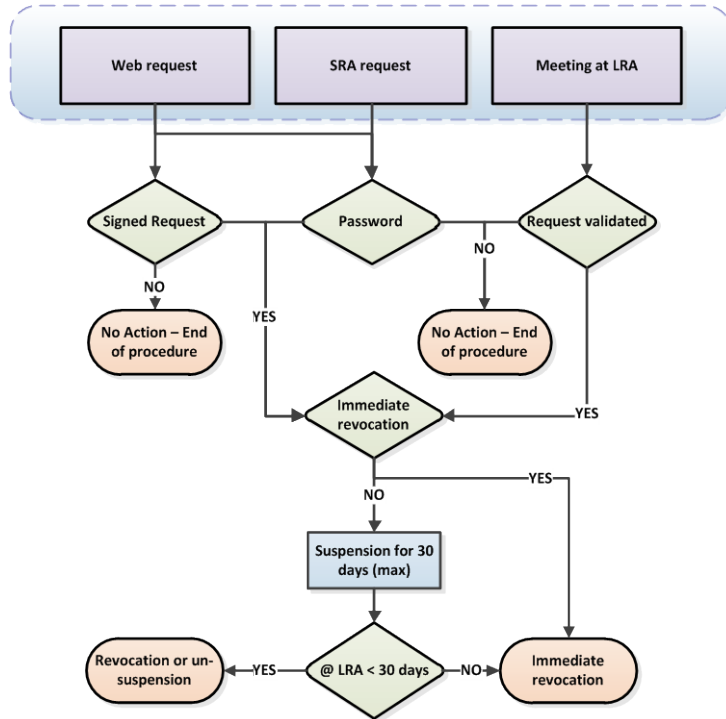 Web request
SRA request
Meeting at LRA
Signed Request
Password
Request validated
NO
NO
No Action – End
of procedure
YES
No Action – End
of procedure
Immediate
revocation
YES
YES
NO
Suspension for 30
days (max)
Revocation or un-
suspension
YES
@ LRA < 30 days
NO
Immediate
revocation